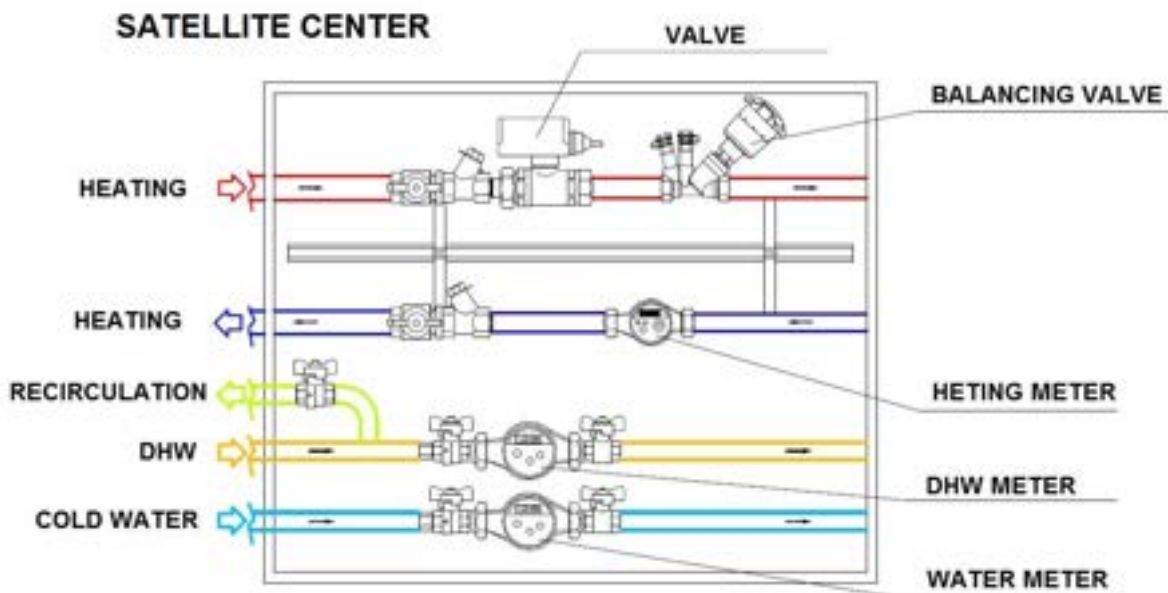 SATELLITE CENTER
VALVE
BALANCING VALVE
HEATING
HEATING
RECIRCULATION
HETING METER
DHW
DHW METER
COLD WATER
WATER METER